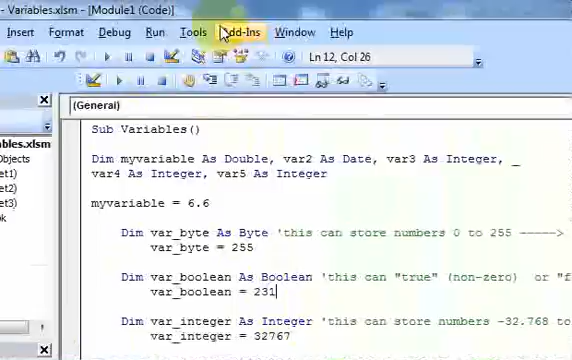 - Variables.xlsm - [Module1 (Code)]
Insert Format Debug Run Tools Add-Ins Window Help
Ln 12, Col 26
(General)
bles.xlsm
Objects
et1)
et2)
et3)
ok
Sub Variables()
Dim myvariable As Double, var2 As Date, var3 As Integer, _
var4 As Integer, var5 As Integer
myvariable = 6.6
Dim var_byte As Byte 'this can store numbers 0 to 255 ----->
var_byte = 255
Dim var_boolean As Boolean 'this can "true" (non-zero) or "f
var_boolean = 231
Dim var_integer As Integer 'this can store numbers -32.768 to
var_integer = 32767